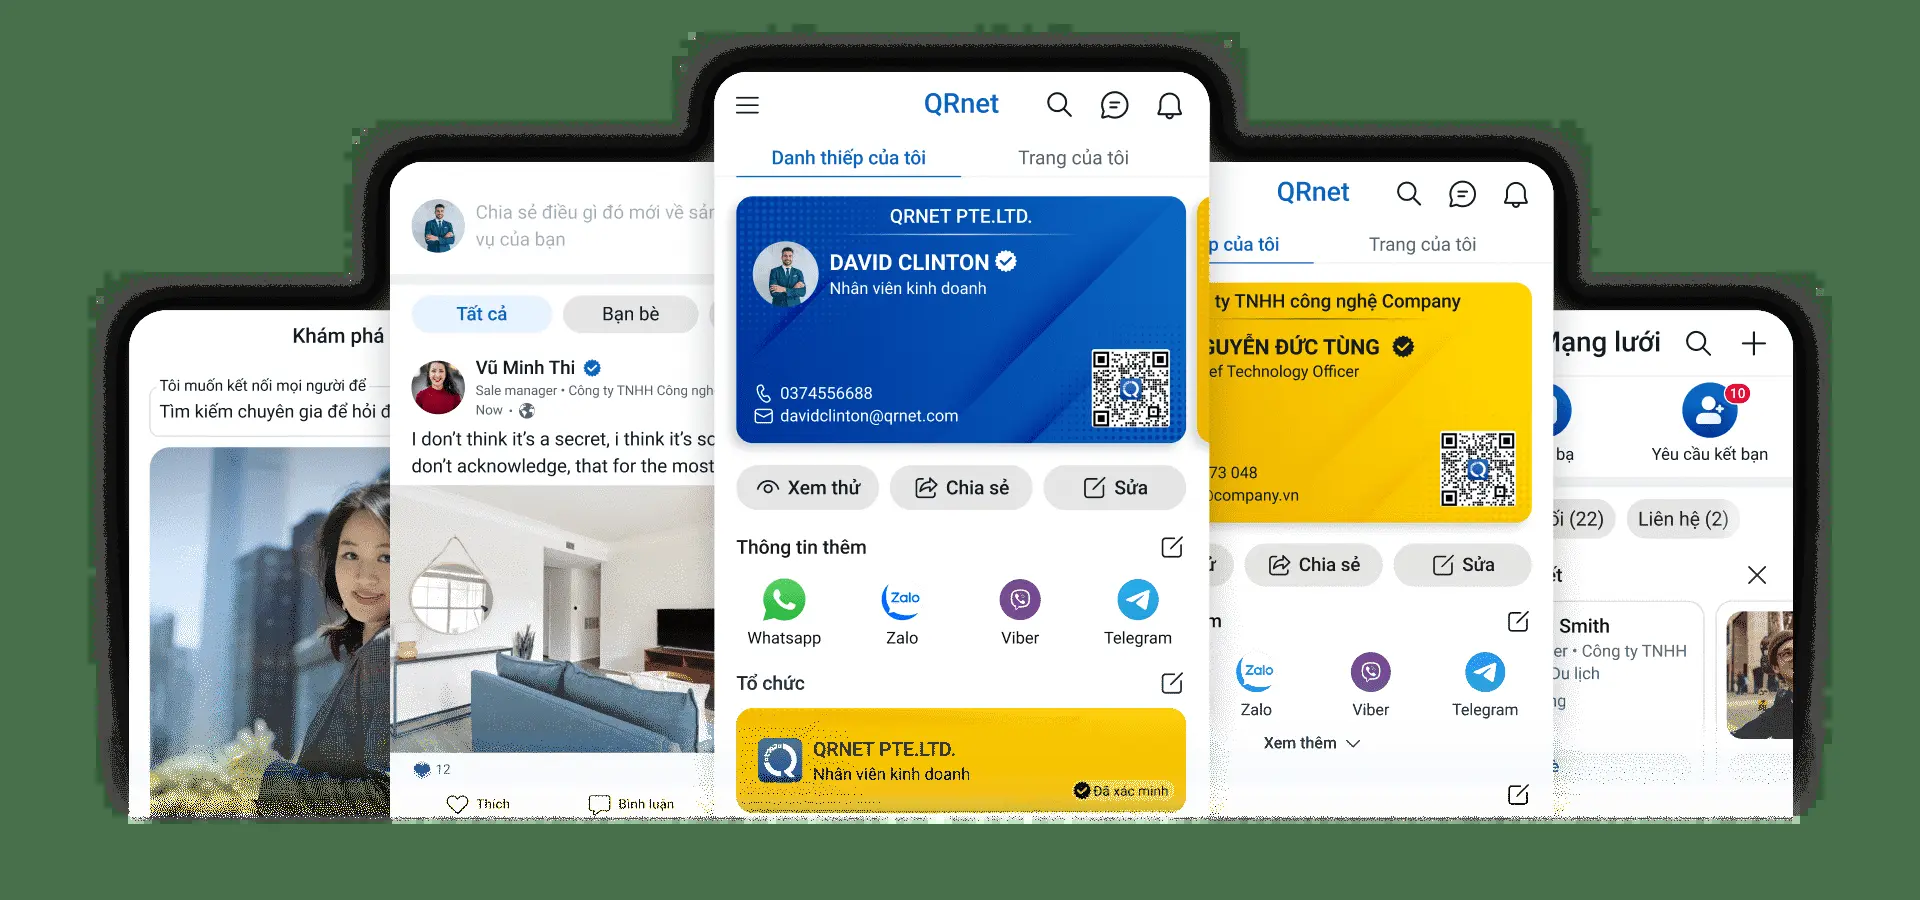 Khám phá
Tôi muốn kết nối mọi người để
Tìm kiếm chuyên gia để hỏi
Chia sẻ điều gì đó mới về
vụ của bạn
Tất cả
Bạn bè
Vũ Minh Thi
Sale manager • Công ty TNHH Công
Now •
I don't think it's a secret, i think it's
don't acknowledge, that for the most
12
Thích
Bình luận
QRnet
Danh thiếp của tôi
Trang của tôi
QRNET PTE.LTD.
DAVID CLINTON
Nhân viên kinh doanh
0374556688
davidclinton@qrnet.com
Xem thử
Chia sẻ
Sửa
Thông tin thêm
Whatsapp
Zalo
Zalo
Viber
Telegram
Tổ chức
QRNET PTE.LTD.
Nhân viên kinh doanh
Đã xác minh
QRnet
của tôi
Trang của tôi
ty TNHH công nghệ Company
ĐỨC TÙNG
Technology Officer
73 048
company.vn
Chia sẻ
Sửa
Zalo
Zalo
Viber
Telegram
Xem thêm
lưới
10
bạ
Yêu cầu kết bạn
(22)
Liên hệ (2)
Smith
• Công ty TNHH
Du lịch